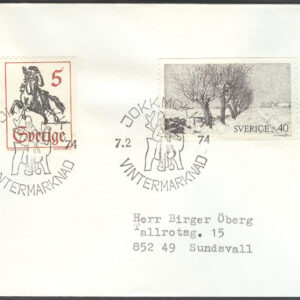 5
Sverige
JOKKMOKK
74
VINTERMARKNAD
JOKKMOKK
7.2 74
VINTERMARKNAD
SVERIGE 40
Herr Birger Öberg
Tallrotsg. 15
852 49 Sundsvall